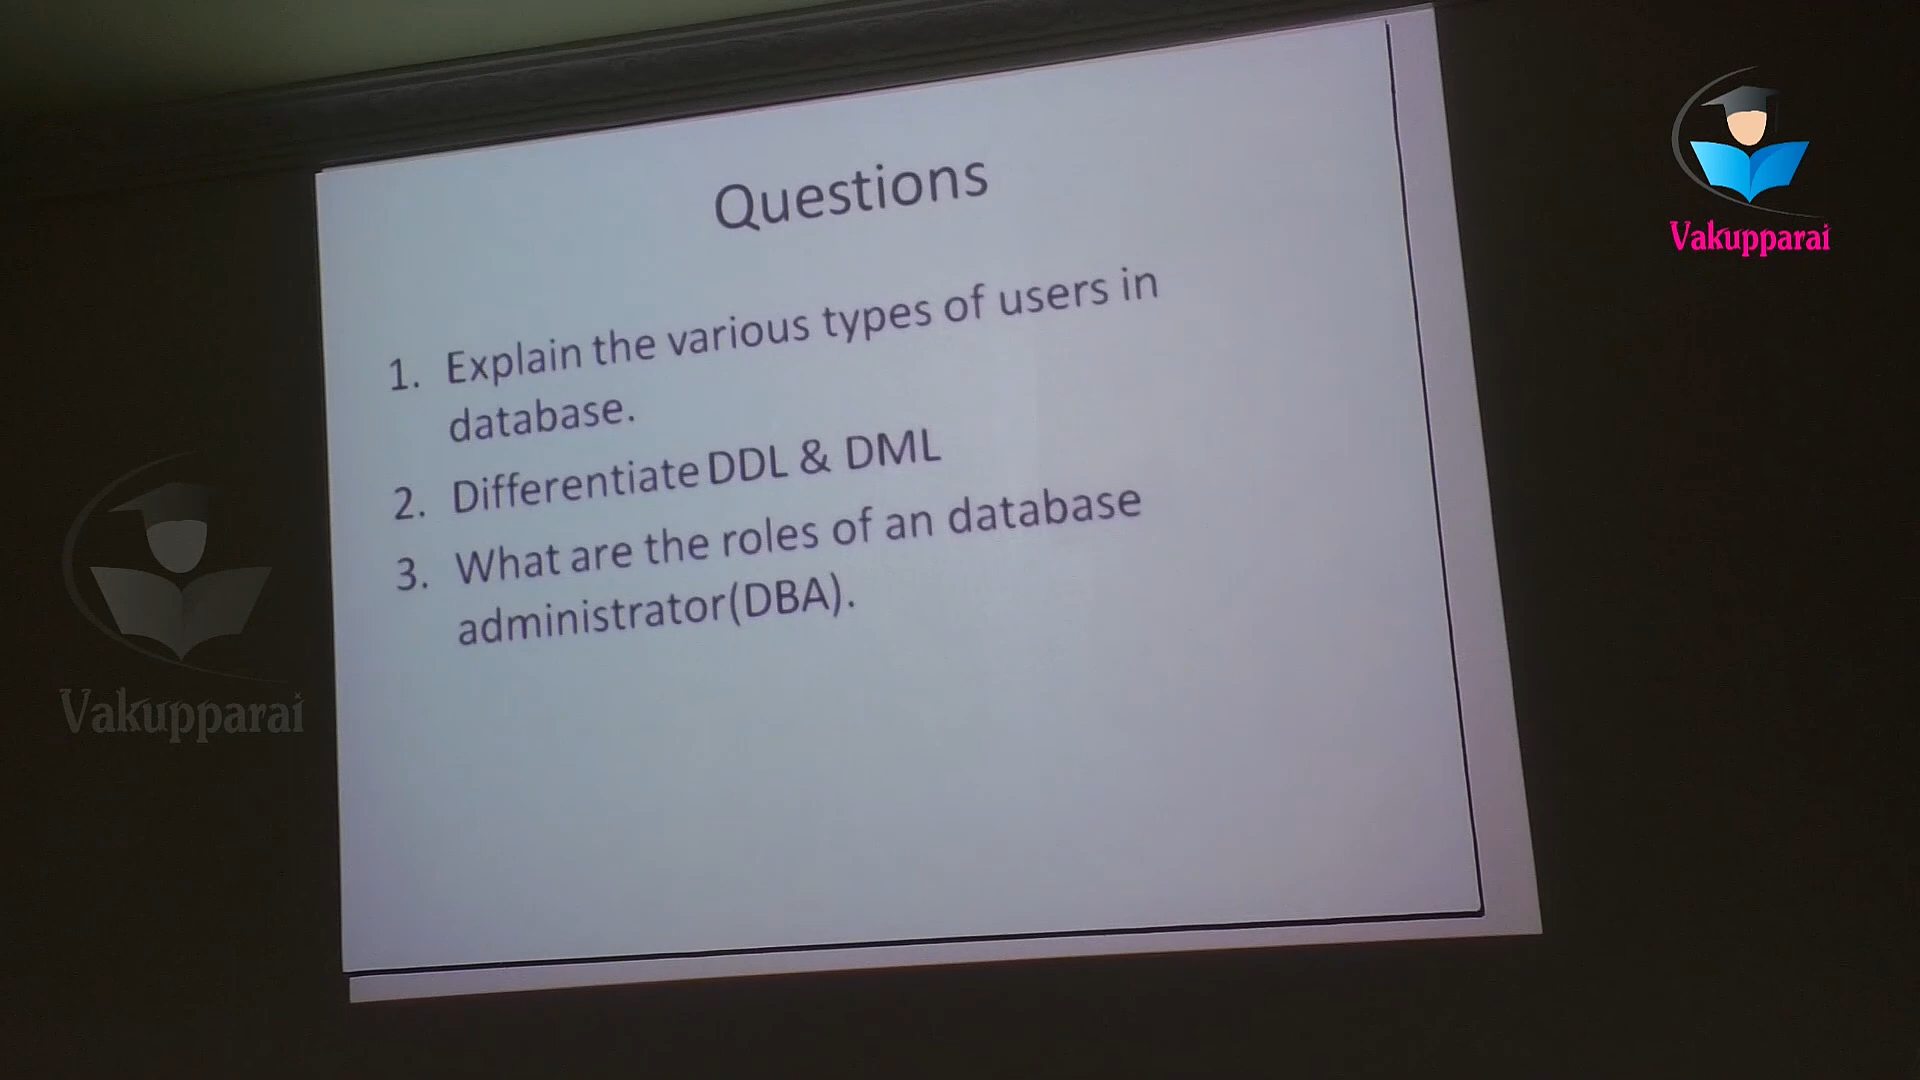 Questions
1. Explain the various types of users in
database.
2. Differentiate DDL & DML
3. What are the roles of an database
administrator(DBA).
Vakupparai
Vakupparai